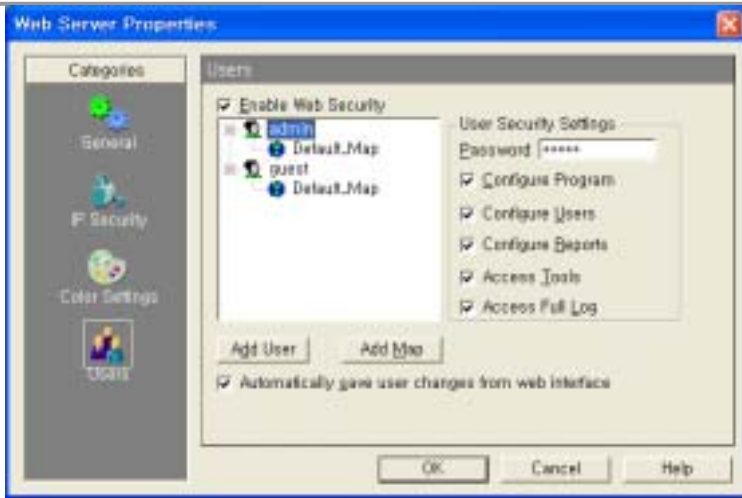 Web Server Properties
Categories
General
IP Security
Color Settings
Users
Users
Enable Web Security
admin
Default_Map
guest
Default_Map
User Security Settings
Password *****
Configure Program
Configure Users
Configure Reports
Access Tools
Access Full Log
Add User
Add Map
Automatically save user changes from web interface
OK
Cancel
Help